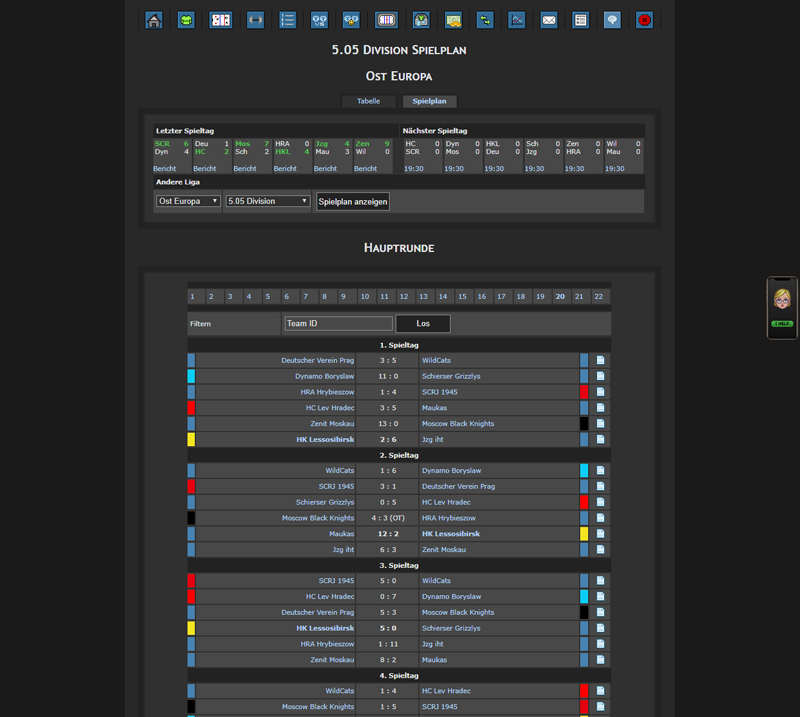 5.05 Division Spielplan
Ost Europa
Tabelle Spielplan
Letzter Spieltag Nächster Spieltag
SCR 6 Deu 1 Mos 7 HRA 0 Jzg 4 Zen 9 HC 0 Dyn 0 HKL 0 Sch 0 Zen 0 Wil 0
Dyn 4 HC 2 Sch 2 HKL 4 Mau 3 Wil 0 SCR 0 Mos 0 Deu 0 Jzg 0 HRA 0 Mau 0
Bericht Bericht Bericht Bericht Bericht Bericht 19:30 19:30 19:30 19:30 19:30 19:30
Andere Liga
Ost Europa 5.05 Division Spielplan anzeigen
Hauptrunde
1 2 3 4 5 6 7 8 9 10 11 12 13 14 15 16 17 18 19 20 21 22
Filtern Team ID Los
1. Spieltag
Deutscher Verein Prag 3 : 5 WildCats
Dynamo Boryslaw 11 : 0 Schierser Grizzlys
HRA Hrybieszow 1 : 4 SCRJ 1945
HC Lev Hradec 3 : 5 Maukas
Zenit Moskau 13 : 0 Moscow Black Knights
HK Lessosibirsk 2 : 6 Jzg iht
2. Spieltag
WildCats 1 : 6 Dynamo Boryslaw
SCRJ 1945 3 : 1 Deutscher Verein Prag
Schierser Grizzlys 0 : 5 HC Lev Hradec
Moscow Black Knights 4 : 3 (OT) HRA Hrybieszow
Maukas 12 : 2 HK Lessosibirsk
Jzg iht 6 : 3 Zenit Moskau
3. Spieltag
SCRJ 1945 5 : 0 WildCats
HC Lev Hradec 0 : 7 Dynamo Boryslaw
Deutscher Verein Prag 5 : 3 Moscow Black Knights
HK Lessosibirsk 5 : 0 Schierser Grizzlys
HRA Hrybieszow 1 : 11 Jzg iht
Zenit Moskau 8 : 2 Maukas
4. Spieltag
WildCats 1 : 4 HC Lev Hradec
Moscow Black Knights 1 : 5 SCRJ 1945